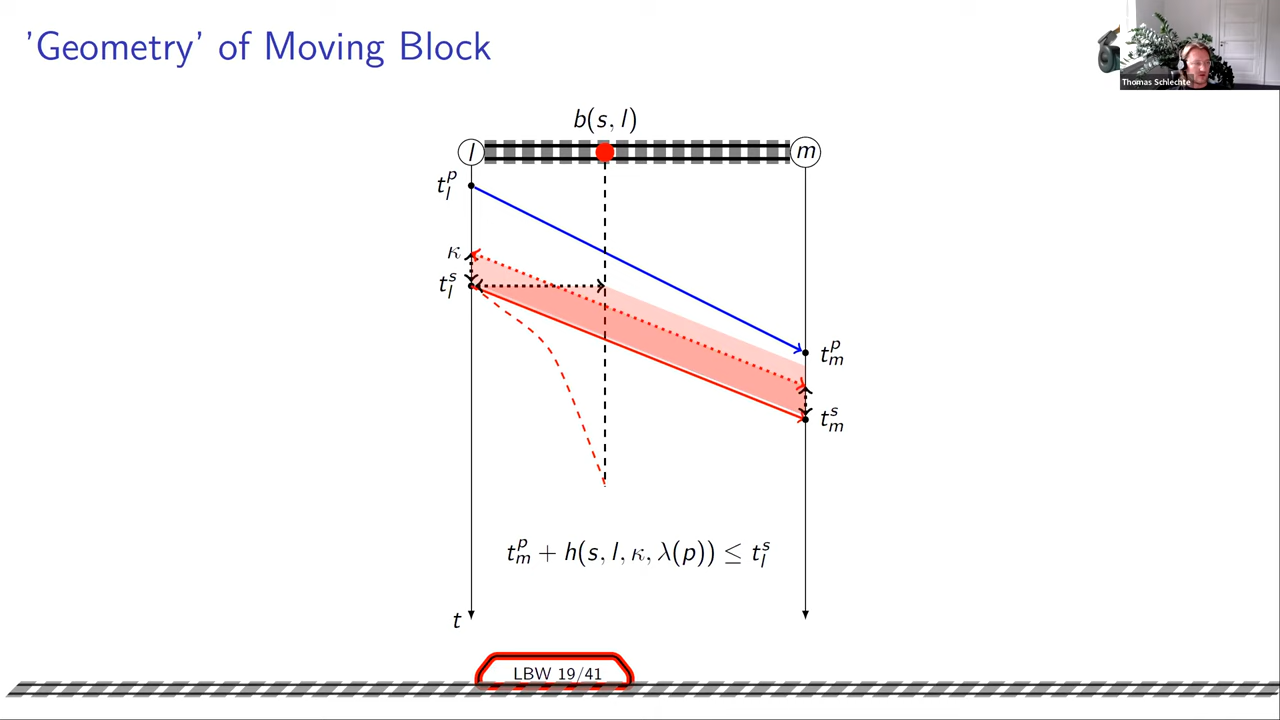 'Geometry' of Moving Block
Thomas Schlechte
b(s, l)
l
m
t_l^p
κ
t_l^s
t_m^p
t_m^s
t_m^p + h(s, l, κ, λ(p)) ≤ t_l^s
t
LBW 19/41